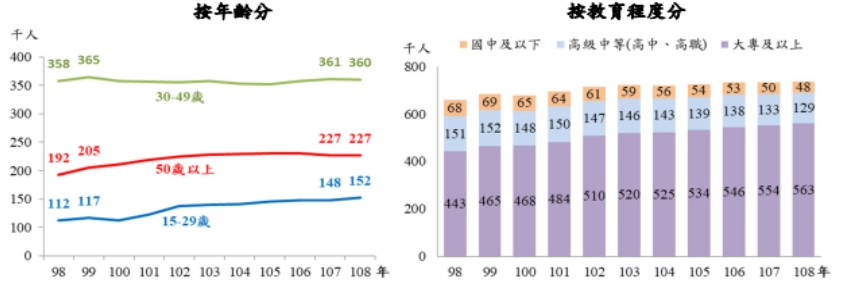 按年齡分
千人
400
350
300
250
200
150
100
50
0
358 365 361 360
30-49歲
192 205 227 227
50歲以上
112 117 148 152
15-29歲
98 99 100 101 102 103 104 105 106 107 108 年
按教育程度分
千人
國中及以下 高級中等(高中、高職) 大專及以上
800
600
400
200
0
68 69 65 64 61 59 56 54 53 50 48
151 152 148 150 147 146 143 139 138 133 129
443 465 468 484 510 520 525 534 546 554 563
98 99 100 101 102 103 104 105 106 107 108 年